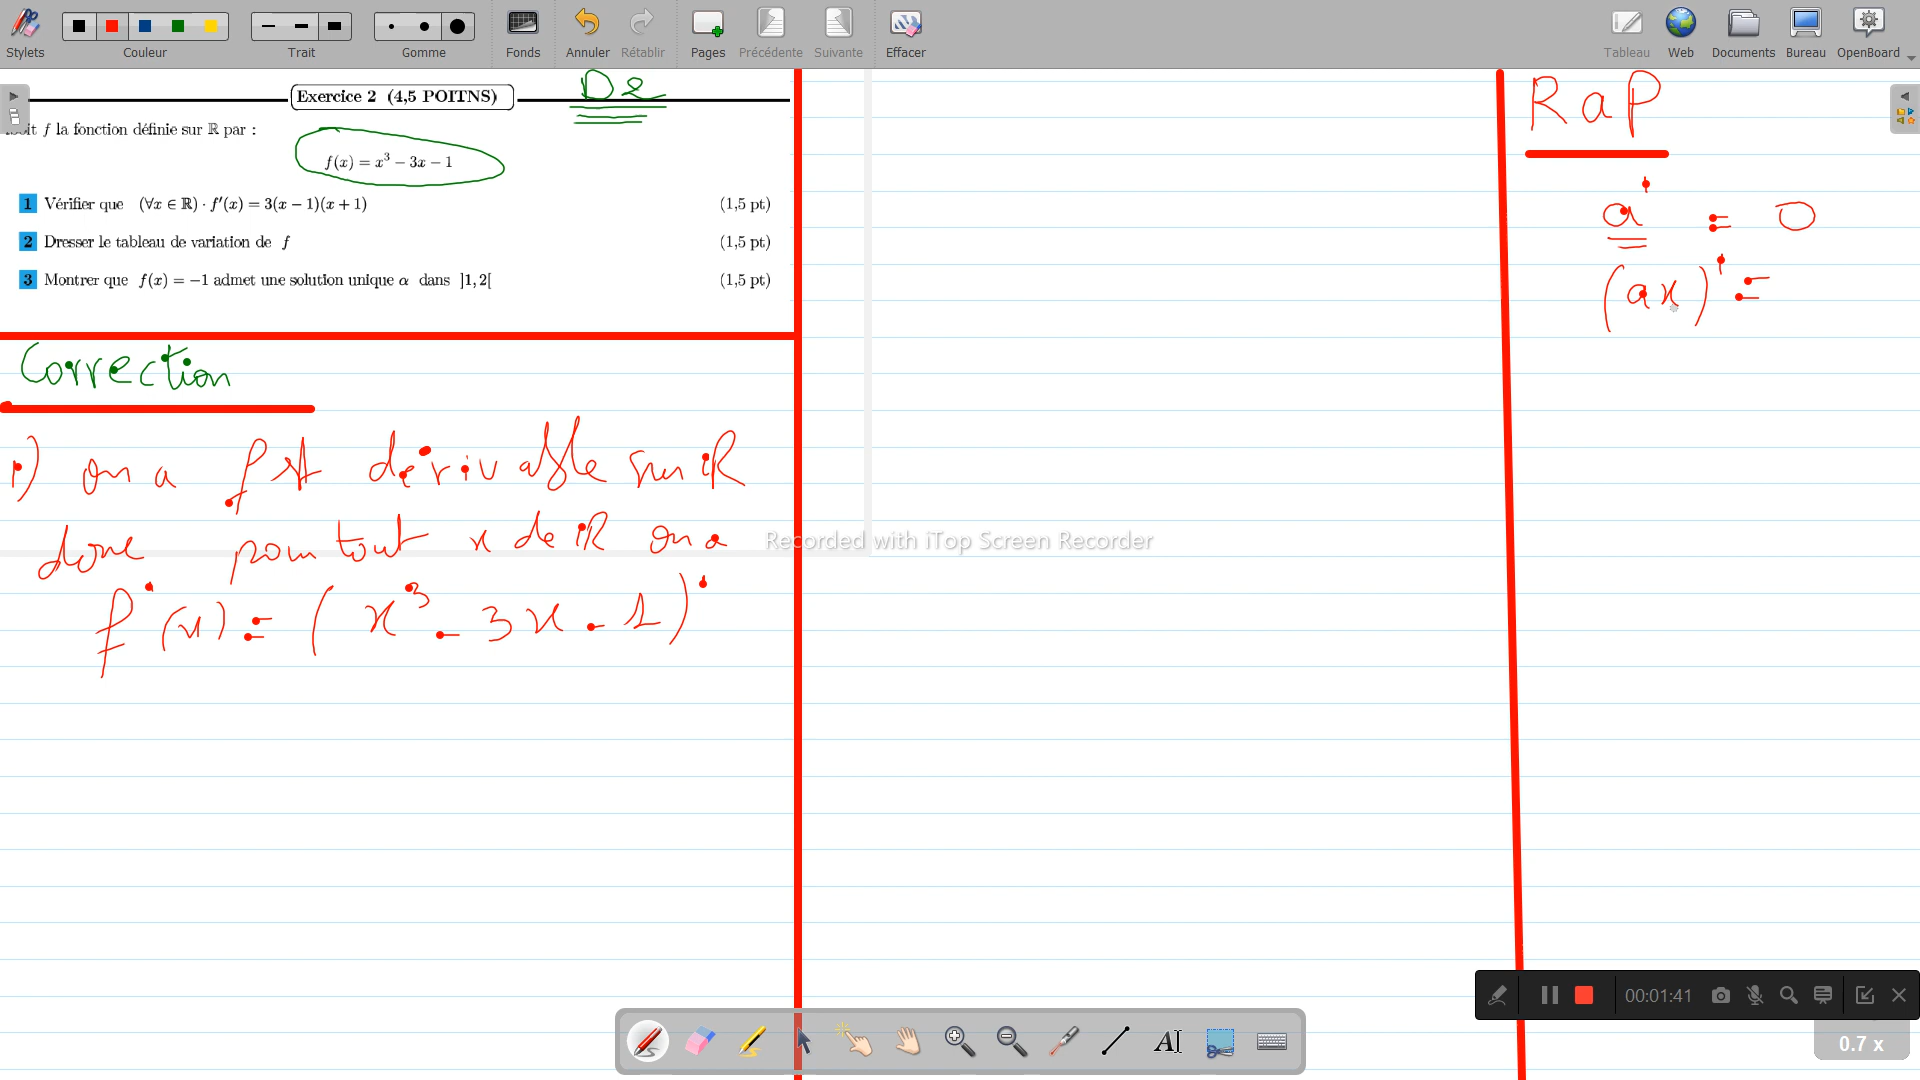 Stylets Couleur Trait Gomme Fonds Annuler Rétablir Pages Précédente Suivante Effacer Tableau Web Documents Bureau OpenBoard
Exercice 2 (4,5 POITNS)
D2
f la fonction définie sur ℝ par :
f(x) = x³ − 3x − 1
1 Vérifier que (∀x ∈ ℝ) · f′(x) = 3(x − 1)(x + 1) (1,5 pt)
2 Dresser le tableau de variation de f (1,5 pt)
3 Montrer que f(x) = −1 admet une solution unique α dans ]1, 2[ (1,5 pt)
Correction
1) on a f est dérivable sur IR
donc pour tout x de IR on a
f'(x) = (x³ - 3x - 1)'
RaP
a' = 0
(ax)' =
Recorded with iTop Screen Recorder
00:01:41
0.7 x